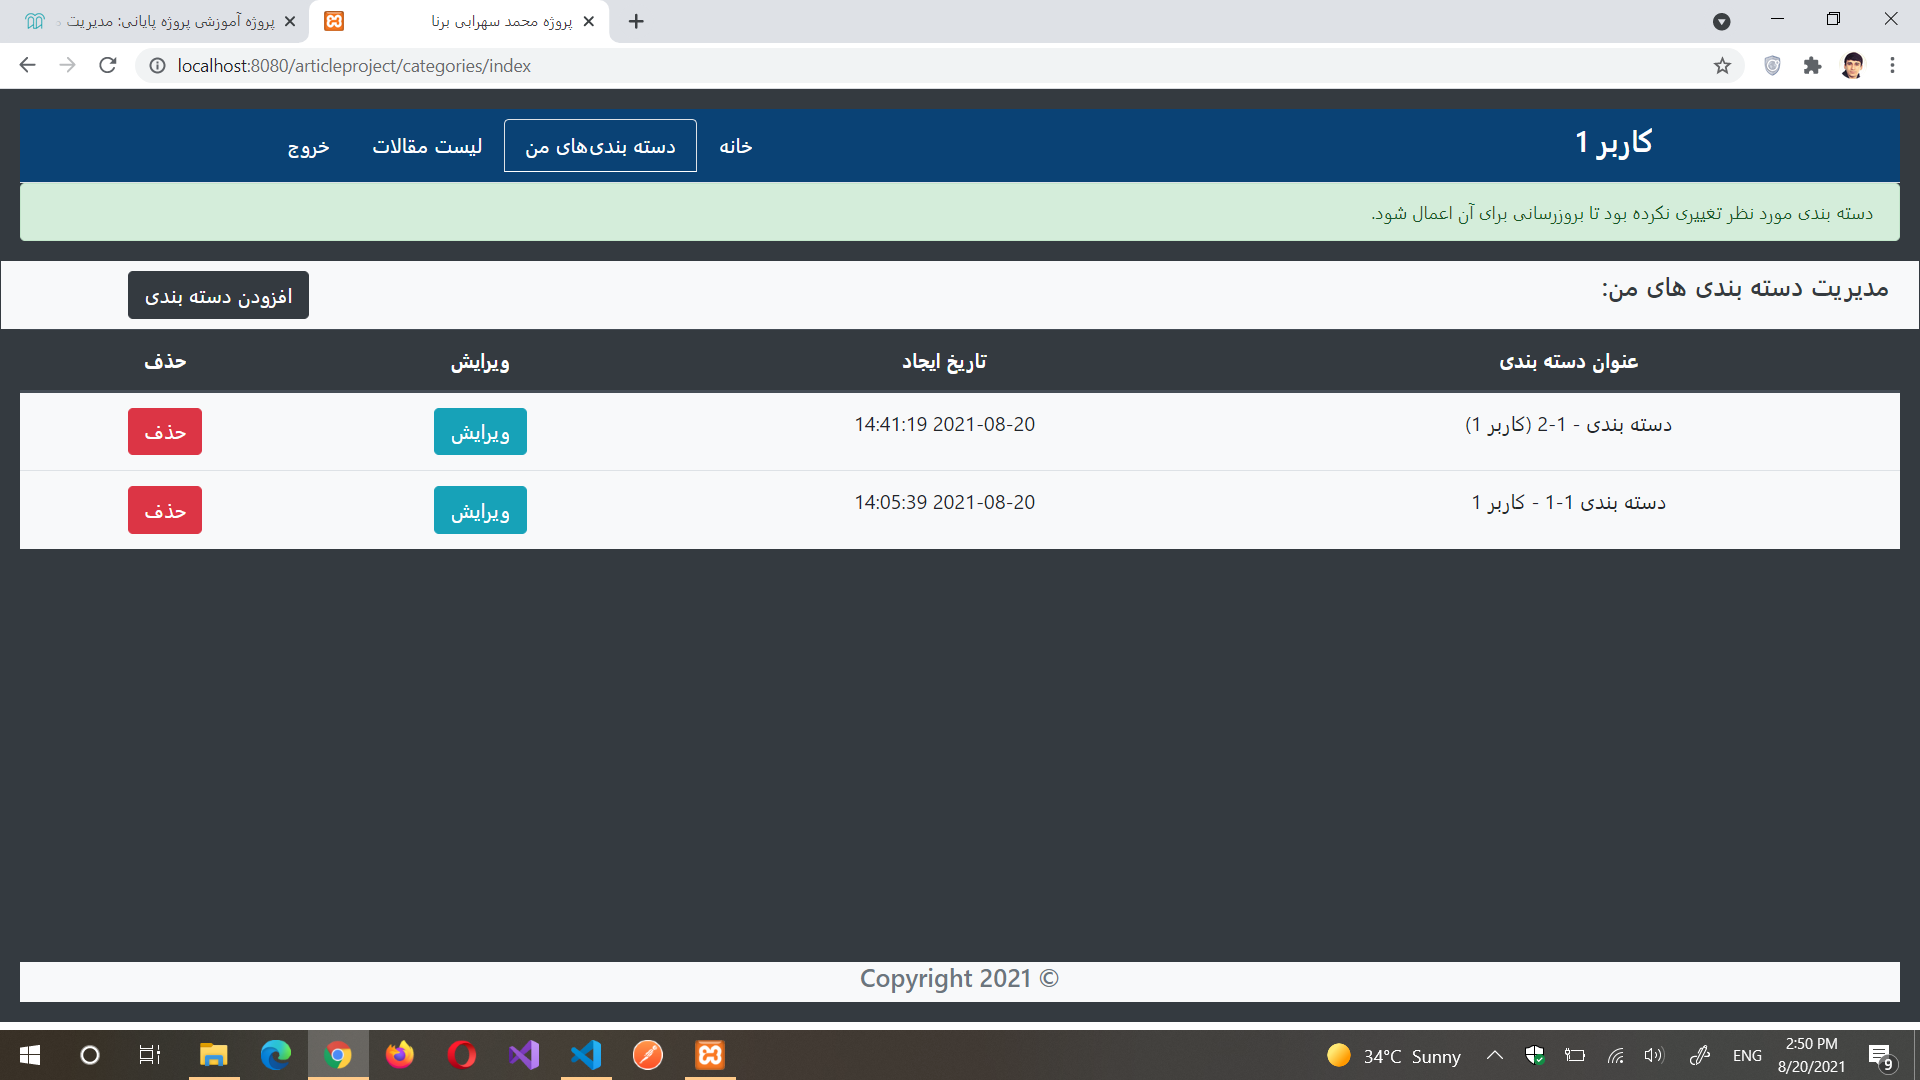 پروژه آموزشی پروژه پایانی: مدیریت
پروژه محمد سهرابی برنا
localhost:8080/articleproject/categories/index
کاربر 1
خانه
دسته بندی‌های من
لیست مقالات
خروج
دسته بندی مورد نظر تغییری نکرده بود تا بروزرسانی برای آن اعمال شود.
مدیریت دسته بندی های من:
افزودن دسته بندی
عنوان دسته بندی تاریخ ایجاد ویرایش حذف
دسته بندی - 1-2 (کاربر 1) 2021-08-20 14:41:19 ویرایش حذف
دسته بندی 1-1 - کاربر 1 2021-08-20 14:05:39 ویرایش حذف
Copyright 2021 ©
34°C Sunny
ENG
2:50 PM
8/20/2021
9